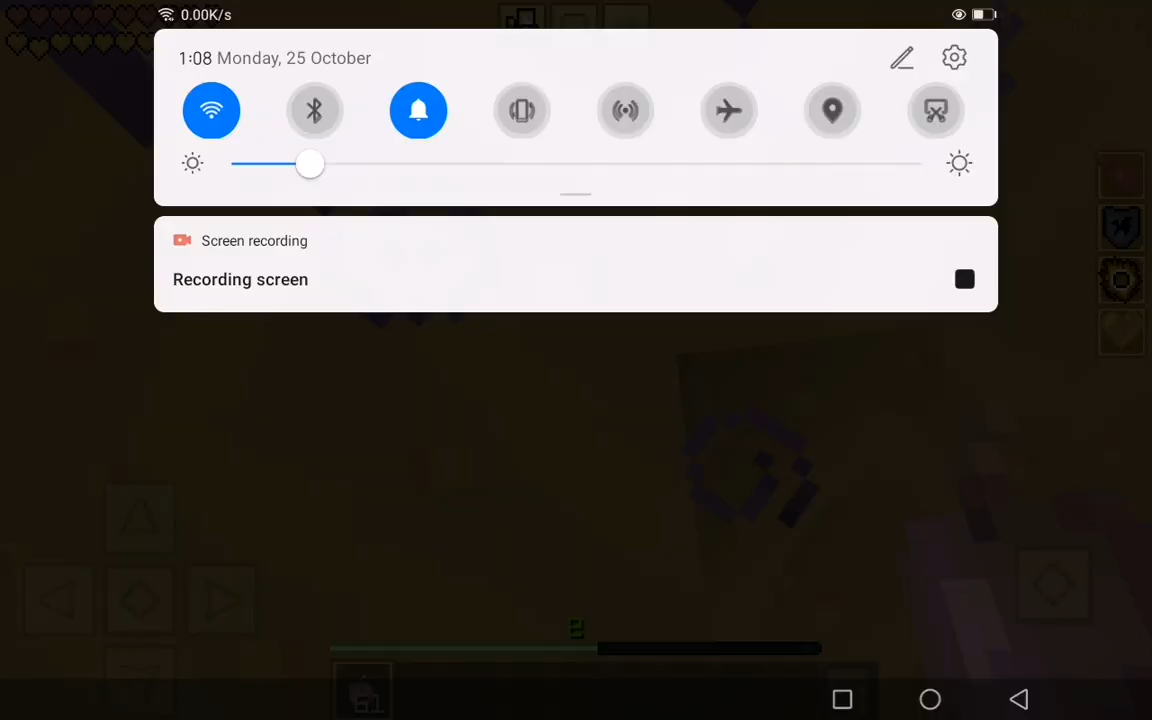 0.00K/s
1:08 Monday, 25 October
Screen recording
Recording screen